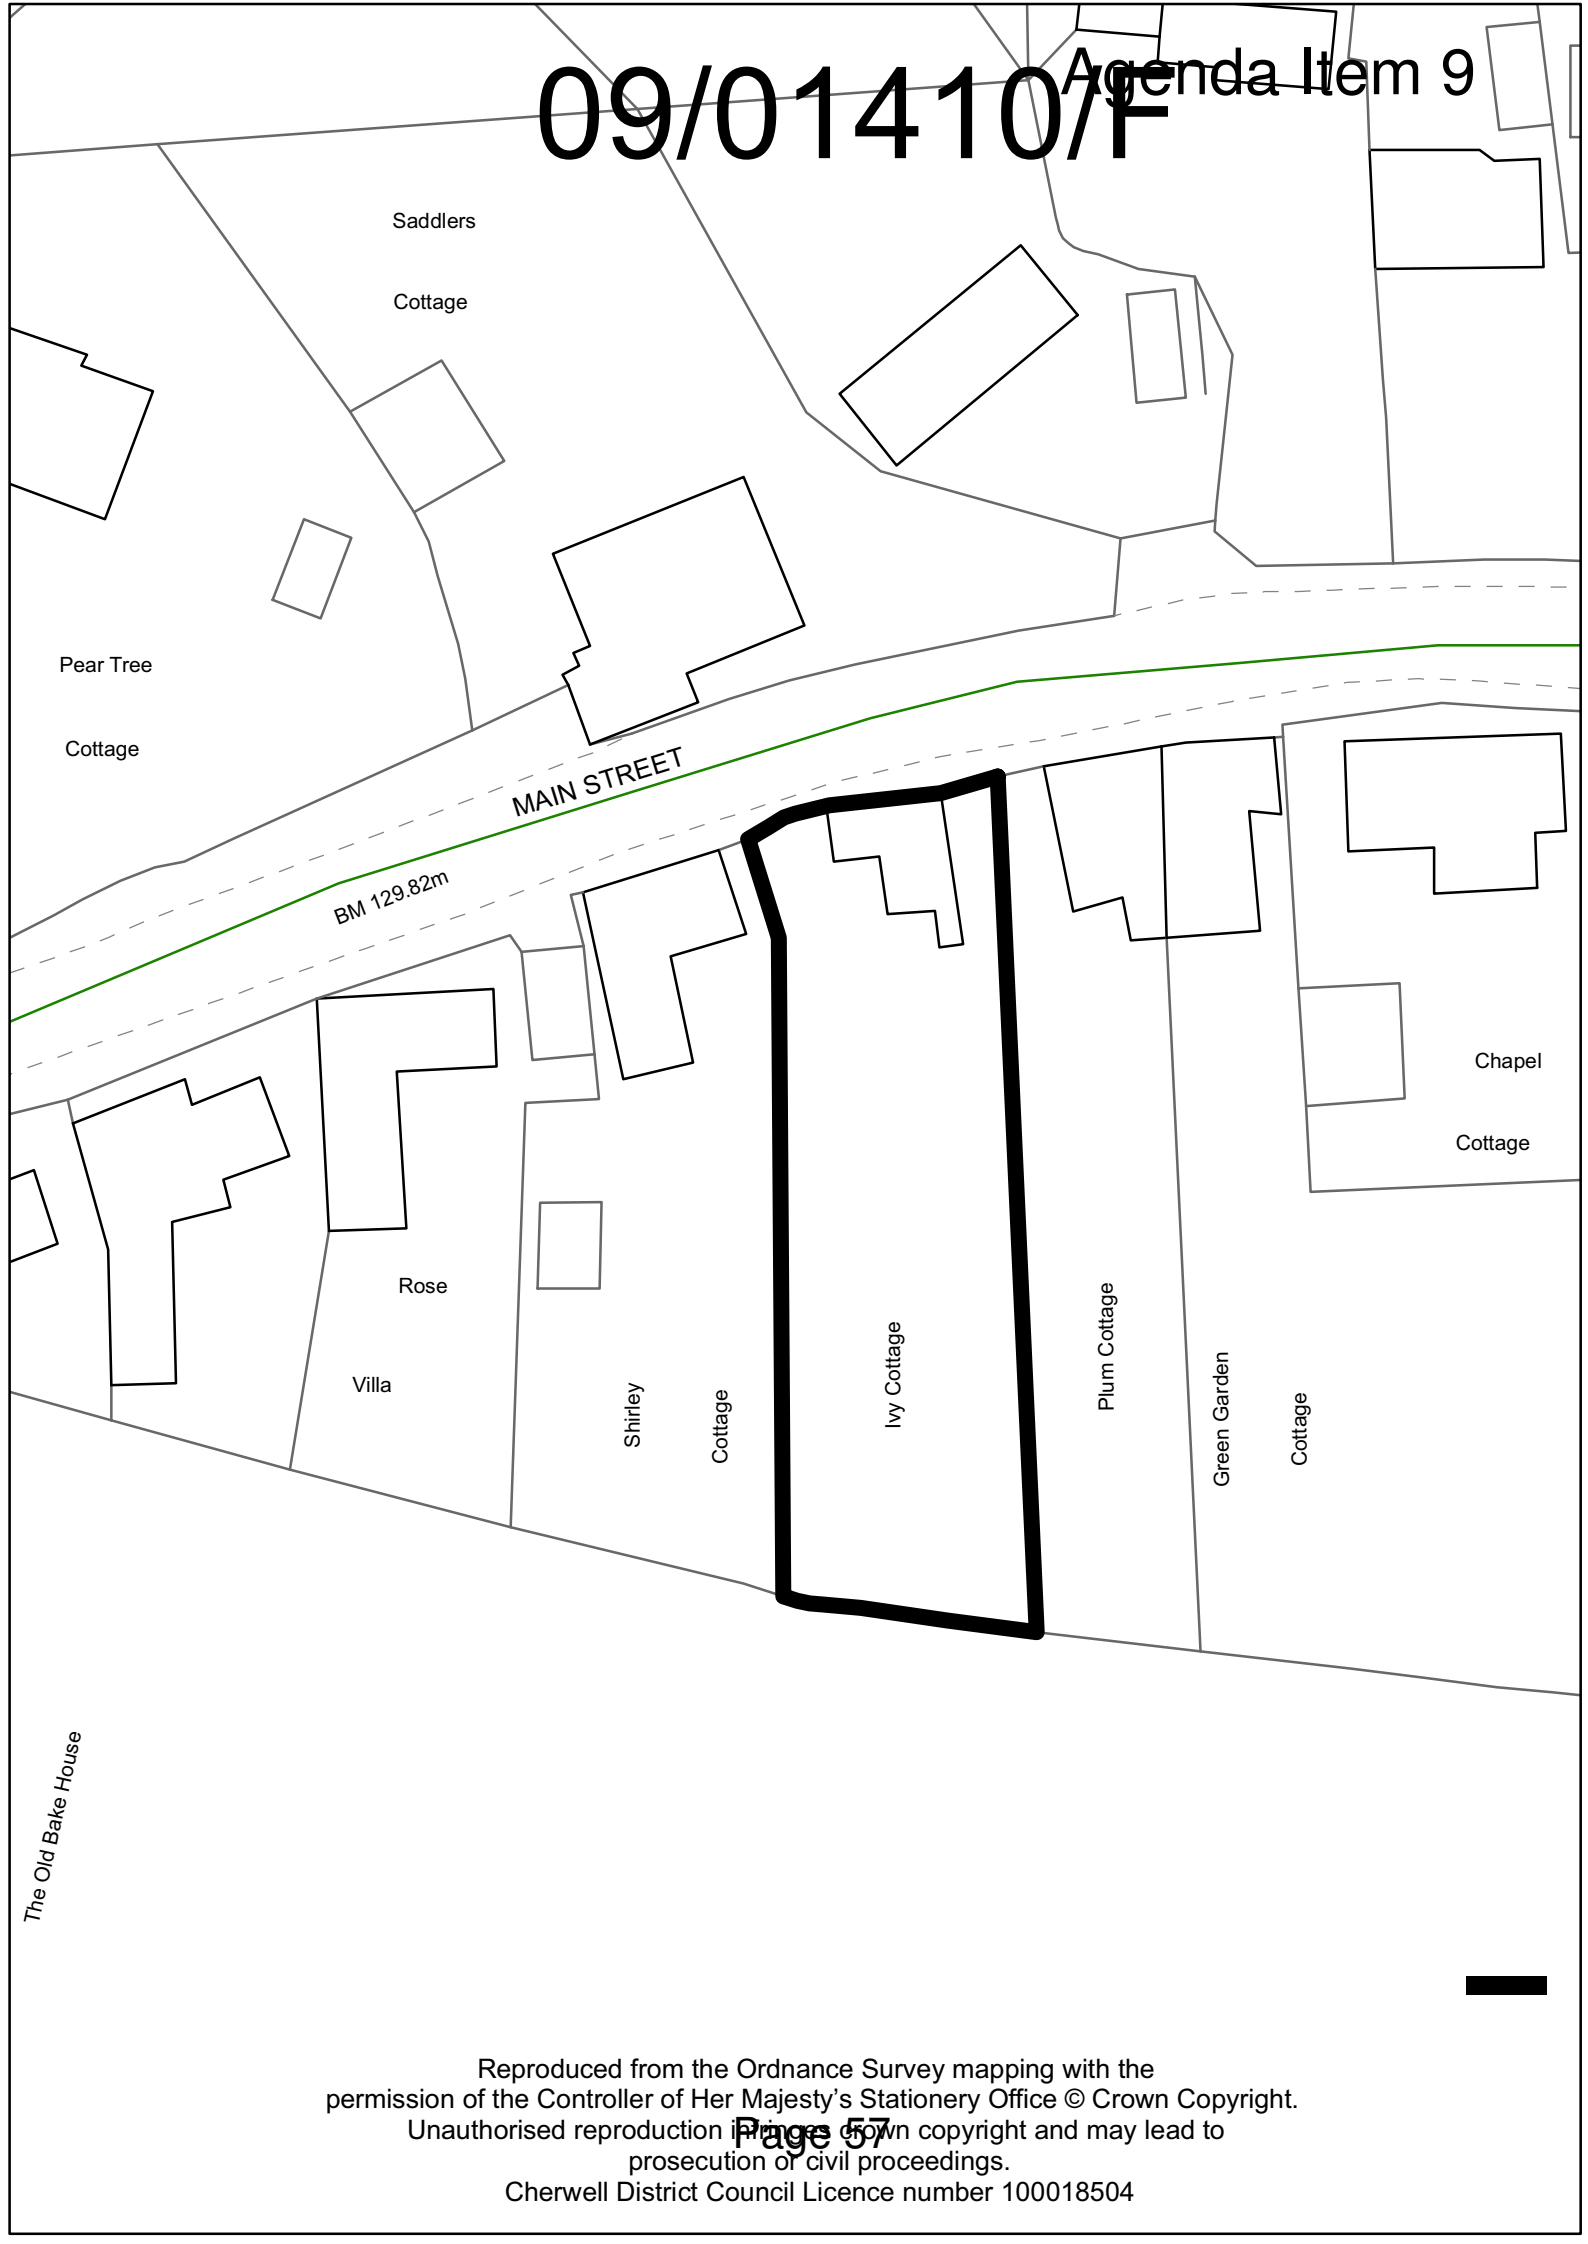 09/01410/F
Agenda Item 9
Saddlers
Cottage
Pear Tree
Cottage
MAIN STREET
BM 129.82m
Chapel
Cottage
Rose
Villa
Shirley
Cottage
Ivy Cottage
Plum Cottage
Green Garden
Cottage
The Old Bake House
Reproduced from the Ordnance Survey mapping with the
permission of the Controller of Her Majesty's Stationery Office © Crown Copyright.
Unauthorised reproduction infringes crown copyright and may lead to
Page 57
prosecution or civil proceedings.
Cherwell District Council Licence number 100018504